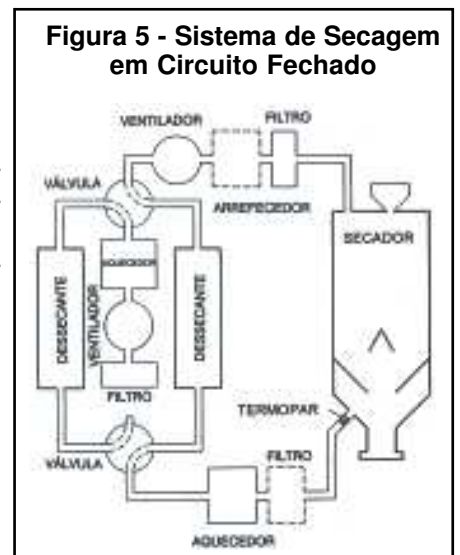 Figura 5 - Sistema de Secagem
em Circuito Fechado
VENTILADOR
FILTRO
VÁLVULA
ARREFECEDOR
SECADOR
AQUECEDOR
DESSECANTE
VENTILADOR
DESSECANTE
FILTRO
TERMOPAR
VÁLVULA
FILTRO
AQUECEDOR